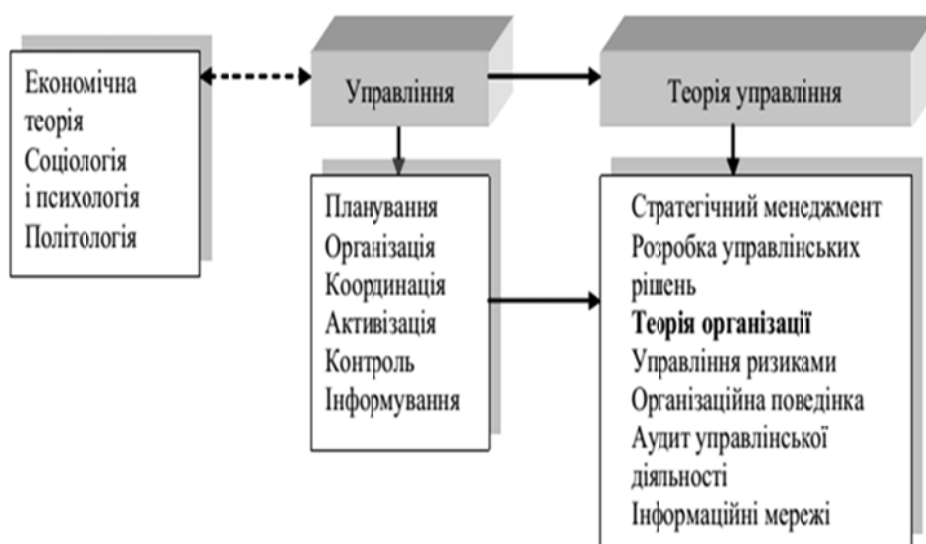 Економічна
теорія
Соціологія
і психологія
Політологія
Управління
Теорія управління
Планування
Організація
Координація
Активізація
Контроль
Інформування
Стратегічний менеджмент
Розробка управлінських
рішень
Теорія організації
Управління ризиками
Організаційна поведінка
Аудит управлінської
діяльності
Інформаційні мережі